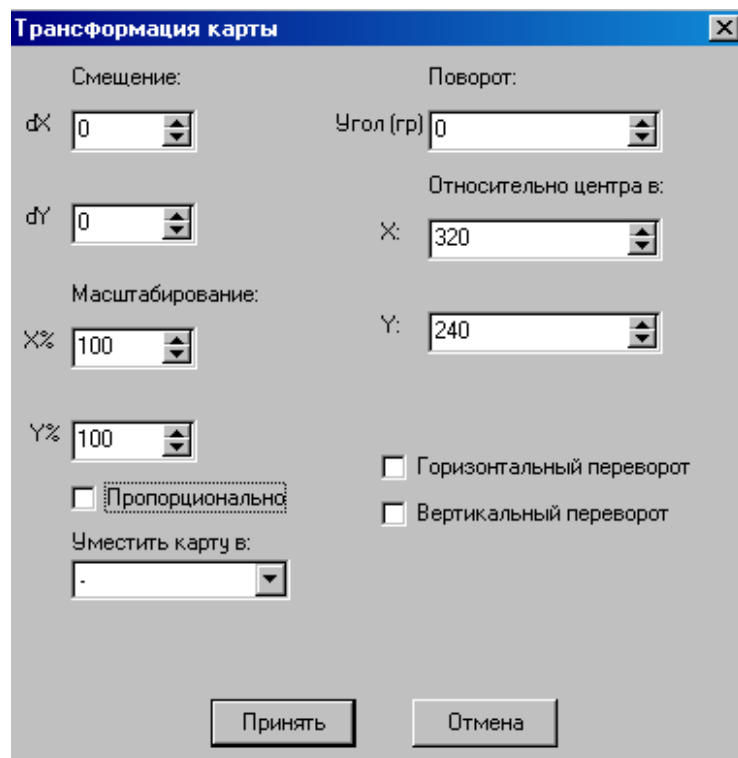 Трансформация карты
Смещение:
dX 0
dY 0
Масштабирование:
X% 100
Y% 100
Пропорционально
Уместить карту в:
-
Поворот:
Угол (гр) 0
Относительно центра в:
X: 320
Y: 240
Горизонтальный переворот
Вертикальный переворот
Принять Отмена